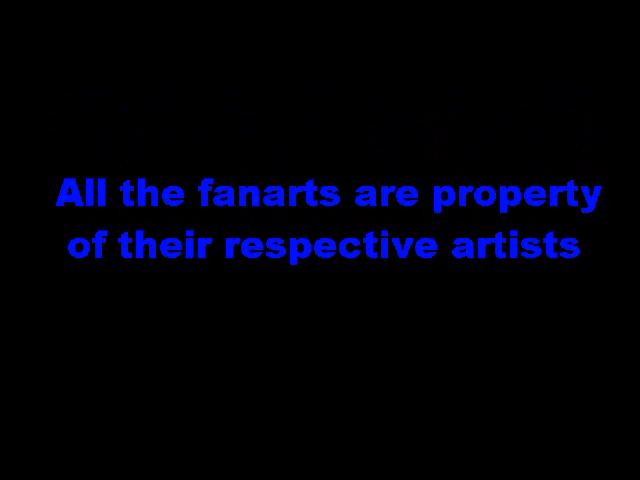 All the fanarts are property
of their respective artists